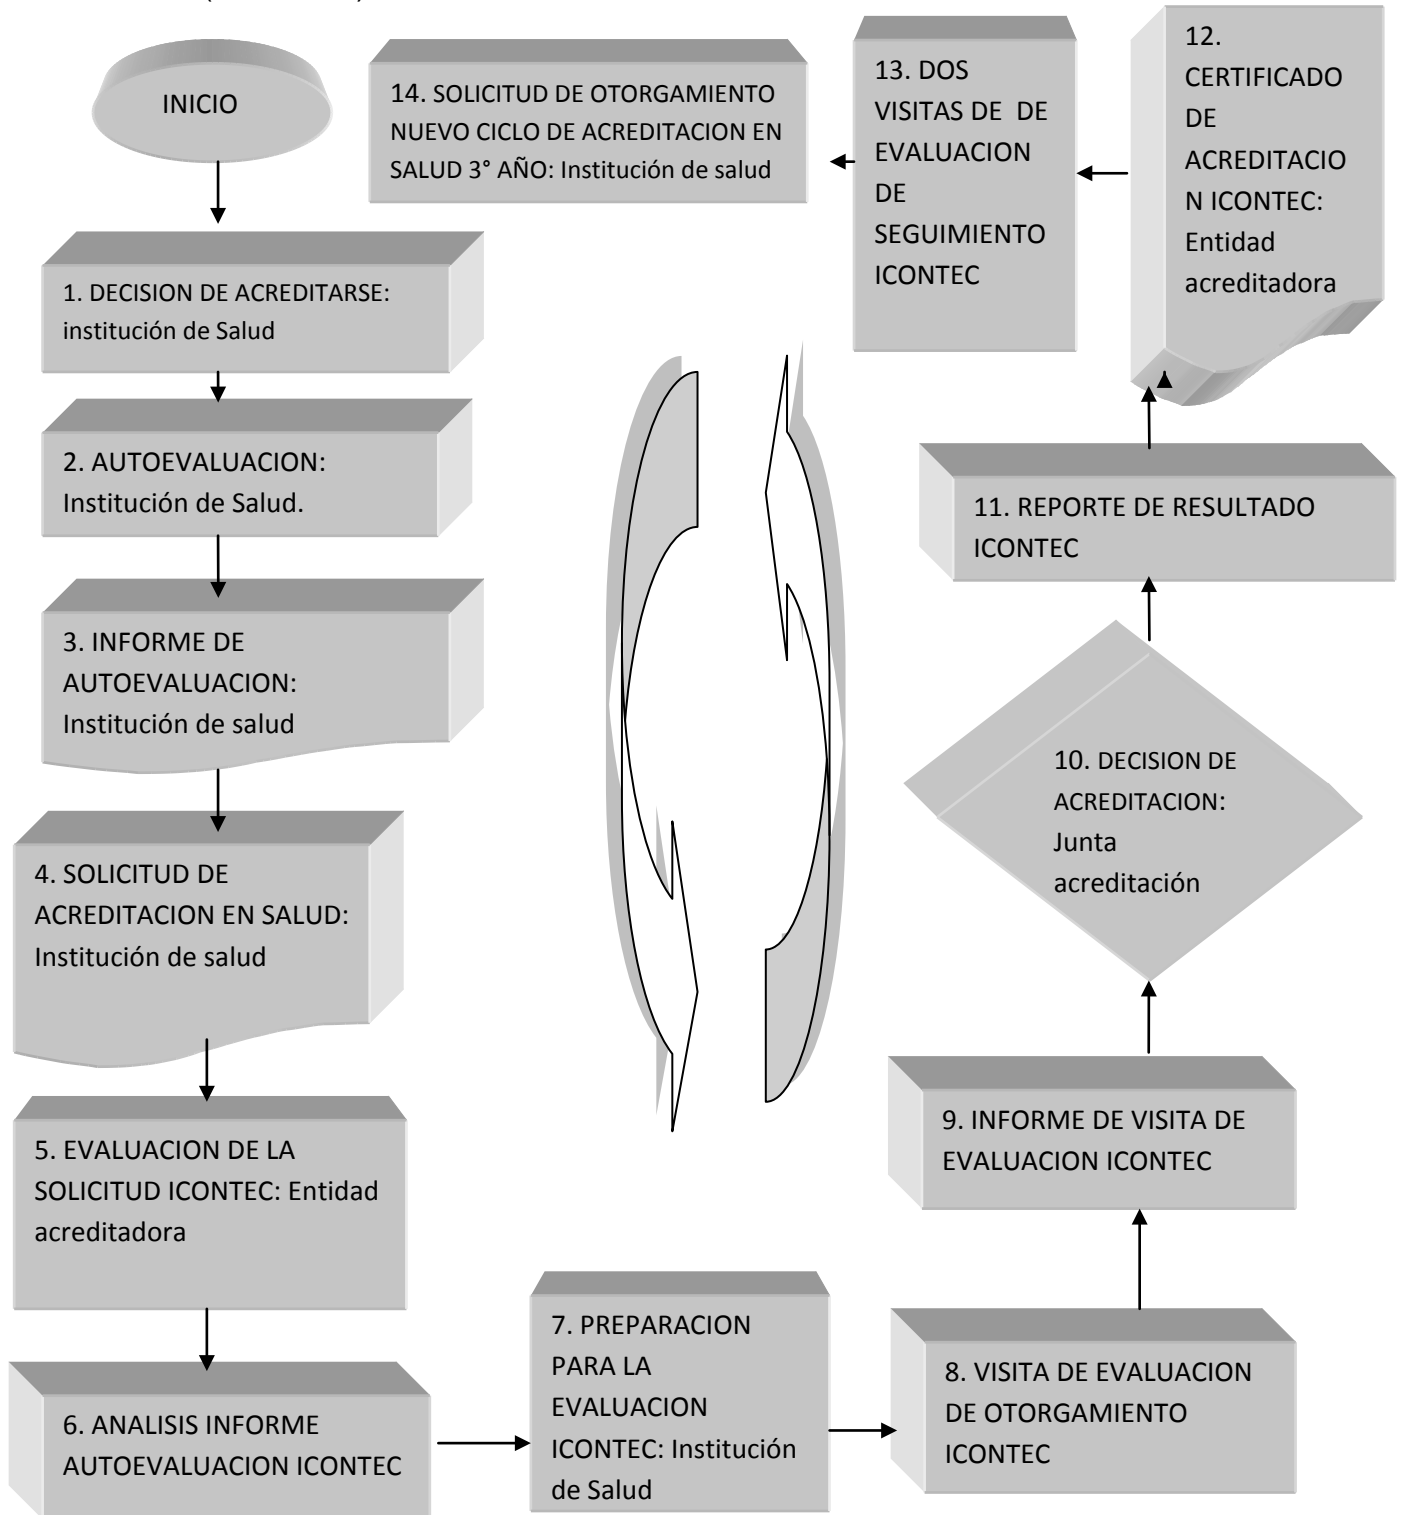 INICIO
1. DECISION DE ACREDITARSE:
institución de Salud
2. AUTOEVALUACION:
Institución de Salud.
3. INFORME DE
AUTOEVALUACION:
Institución de salud
4. SOLICITUD DE
ACREDITACION EN SALUD:
Institución de salud
5. EVALUACION DE LA
SOLICITUD ICONTEC: Entidad
acreditadora
6. ANALISIS INFORME
AUTOEVALUACION ICONTEC
7. PREPARACION
PARA LA
EVALUACION
ICONTEC: Institución
de Salud
8. VISITA DE EVALUACION
DE OTORGAMIENTO
ICONTEC
9. INFORME DE VISITA DE
EVALUACION ICONTEC
10. DECISION DE
ACREDITACION:
Junta
acreditación
11. REPORTE DE RESULTADO
ICONTEC
12.
CERTIFICADO
DE
ACREDITACIO
N ICONTEC:
Entidad
acreditadora
13. DOS
VISITAS DE  DE
EVALUACION
DE
SEGUIMIENTO
ICONTEC
14. SOLICITUD DE OTORGAMIENTO
NUEVO CICLO DE ACREDITACION EN
SALUD 3° AÑO: Institución de salud